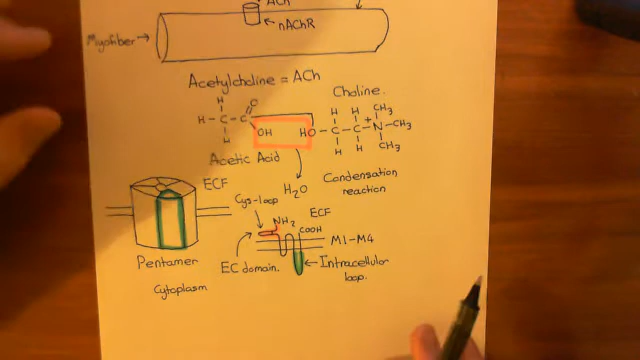 ACh
Myofiber
nAChR
Acetylcholine = ACh
Choline.
H H H CH3
H - C - C O
OH HO - C - C - N - CH3
+
H H H CH3
Acetic Acid
Condensation
reaction
H2O
ECF
Cys-loop
NH2 ECF
COOH
M1-M4
Pentamer
EC domain.
Intracellular
loop.
Cytoplasm